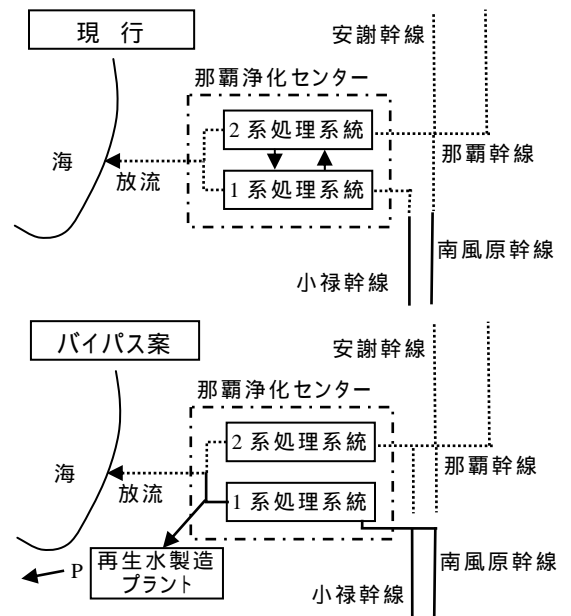 現行
安謝幹線
那覇浄化センター
2系処理系統
海
放流
那覇幹線
1系処理系統
南風原幹線
小禄幹線
バイパス案
安謝幹線
那覇浄化センター
2系処理系統
海
放流
那覇幹線
1系処理系統
P
再生水製造
プラント
南風原幹線
小禄幹線